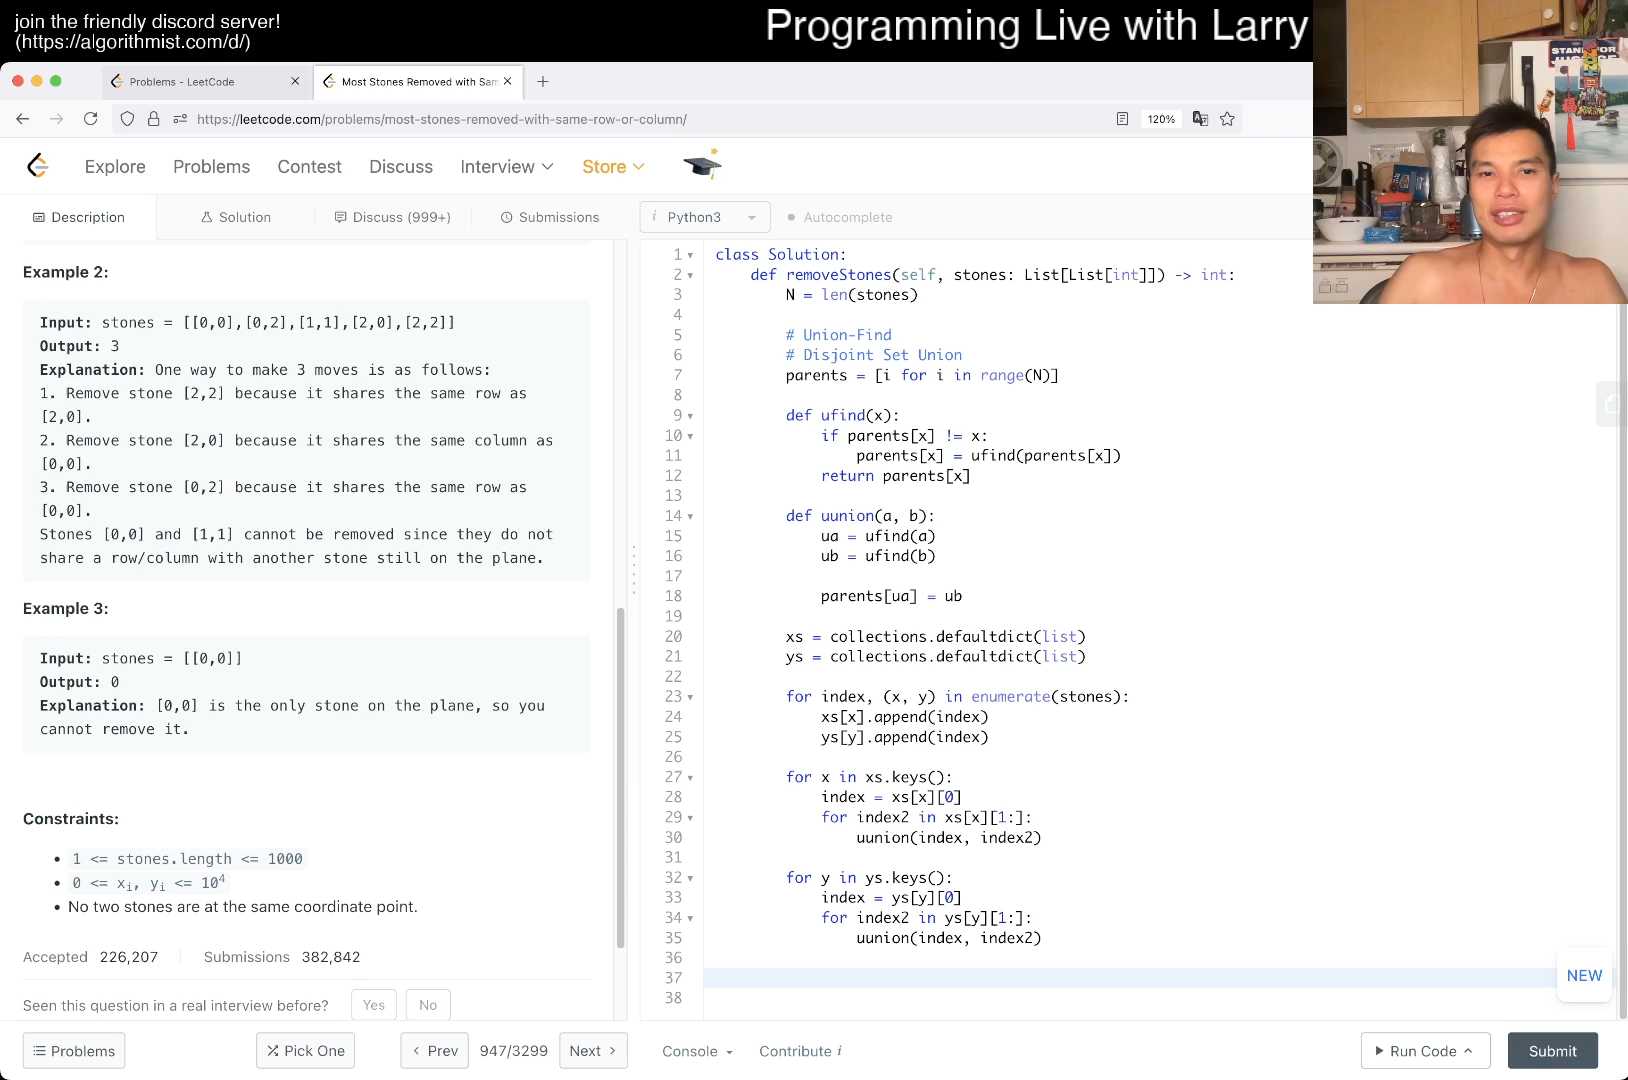 join the friendly discord server!
(https://algorithmist.com/d/)
Programming Live with Larry
Problems - LeetCode
Most Stones Removed with Sam
https://leetcode.com/problems/most-stones-removed-with-same-row-or-column/
120%
Explore
Problems
Contest
Discuss
Interview
Store
Description
Solution
Discuss (999+)
Submissions
i Python3
Autocomplete
Example 2:
Input: stones = [[0,0],[0,2],[1,1],[2,0],[2,2]]
Output: 3
Explanation: One way to make 3 moves is as follows:
1. Remove stone [2,2] because it shares the same row as
[2,0].
2. Remove stone [2,0] because it shares the same column as
[0,0].
3. Remove stone [0,2] because it shares the same row as
[0,0].
Stones [0,0] and [1,1] cannot be removed since they do not
share a row/column with another stone still on the plane.
Example 3:
Input: stones = [[0,0]]
Output: 0
Explanation: [0,0] is the only stone on the plane, so you
cannot remove it.
Constraints:
• 1 <= stones.length <= 1000
• 0 <= xi, yi <= 10⁴
• No two stones are at the same coordinate point.
Accepted 226,207
Submissions 382,842
Seen this question in a real interview before?
Yes
No
1 class Solution:
2     def removeStones(self, stones: List[List[int]]) -> int:
3         N = len(stones)
4
5         # Union-Find
6         # Disjoint Set Union
7         parents = [i for i in range(N)]
8
9         def ufind(x):
10             if parents[x] != x:
11                 parents[x] = ufind(parents[x])
12             return parents[x]
13
14         def uunion(a, b):
15             ua = ufind(a)
16             ub = ufind(b)
17
18             parents[ua] = ub
19
20         xs = collections.defaultdict(list)
21         ys = collections.defaultdict(list)
22
23         for index, (x, y) in enumerate(stones):
24             xs[x].append(index)
25             ys[y].append(index)
26
27         for x in xs.keys():
28             index = xs[x][0]
29             for index2 in xs[x][1:]:
30                 uunion(index, index2)
31
32         for y in ys.keys():
33             index = ys[y][0]
34             for index2 in ys[y][1:]:
35                 uunion(index, index2)
36
37
38
NEW
Problems
Pick One
Prev
947/3299
Next
Console
Contribute i
Run Code
Submit